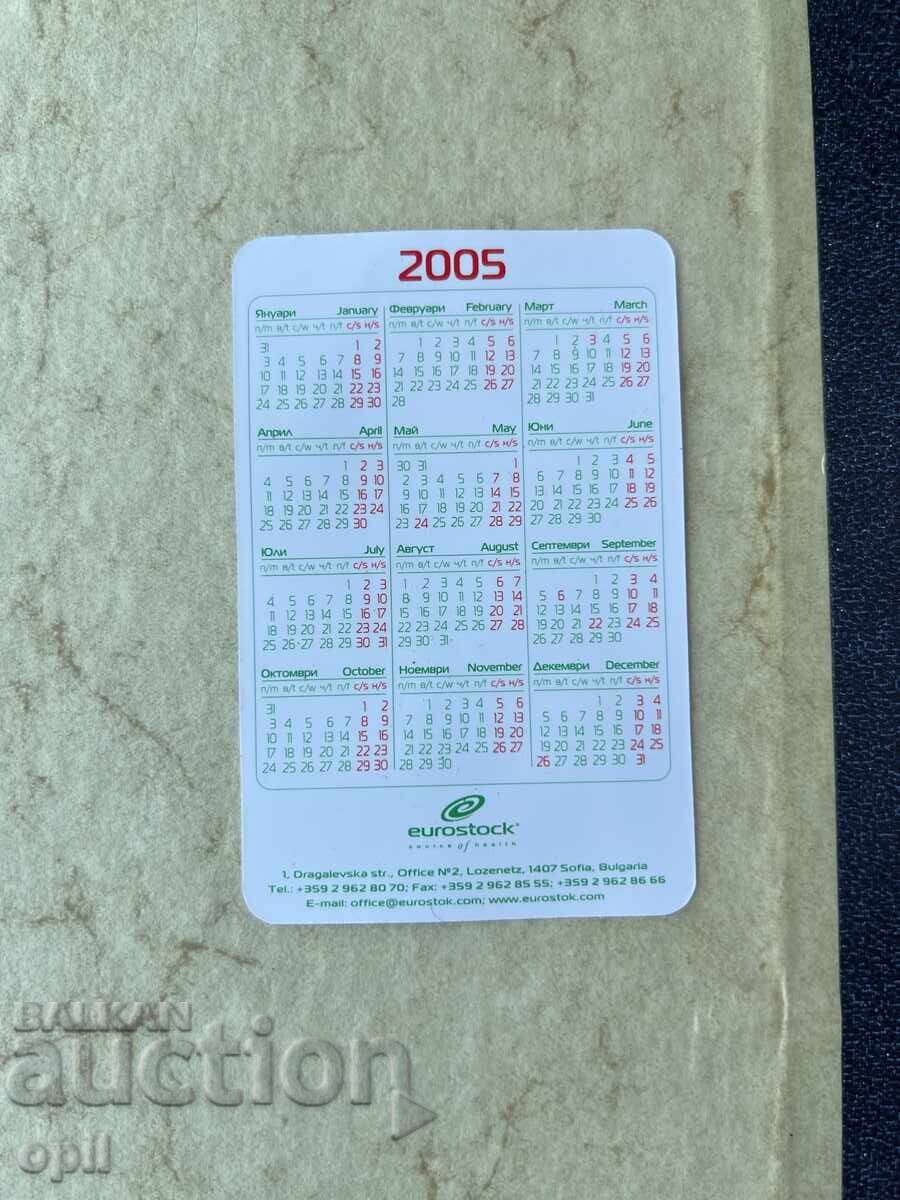 2005
Януари January
п/m в/t с/w ч/t п/f с/s н/s
31 1 2
3 4 5 6 7 8 9
10 11 12 13 14 15 16
17 18 19 20 21 22 23
24 25 26 27 28 29 30
Февруари February
п/m в/t с/w ч/t п/f с/s н/s
1 2 3 4 5 6
7 8 9 10 11 12 13
14 15 16 17 18 19 20
21 22 23 24 25 26 27
28
Март March
п/m в/t с/w ч/t п/f с/s н/s
1 2 3 4 5 6
7 8 9 10 11 12 13
14 15 16 17 18 19 20
21 22 23 24 25 26 27
28 29 30 31
Април April
п/m в/t с/w ч/t п/f с/s н/s
1 2 3
4 5 6 7 8 9 10
11 12 13 14 15 16 17
18 19 20 21 22 23 24
25 26 27 28 29 30
Май May
п/m в/t с/w ч/t п/f с/s н/s
30 31 1
2 3 4 5 6 7 8
9 10 11 12 13 14 15
16 17 18 19 20 21 22
23 24 25 26 27 28 29
Юни June
п/m в/t с/w ч/t п/f с/s н/s
1 2 3 4 5
6 7 8 9 10 11 12
13 14 15 16 17 18 19
20 21 22 23 24 25 26
27 28 29 30
Юли July
п/m в/t с/w ч/t п/f с/s н/s
1 2 3
4 5 6 7 8 9 10
11 12 13 14 15 16 17
18 19 20 21 22 23 24
25 26 27 28 29 30 31
Август August
п/m в/t с/w ч/t п/f с/s н/s
1 2 3 4 5 6 7
8 9 10 11 12 13 14
15 16 17 18 19 20 21
22 23 24 25 26 27 28
29 30 31
Септември September
п/m в/t с/w ч/t п/f с/s н/s
1 2 3 4
5 6 7 8 9 10 11
12 13 14 15 16 17 18
19 20 21 22 23 24 25
26 27 28 29 30
Октомври October
п/m в/t с/w ч/t п/f с/s н/s
31 1 2
3 4 5 6 7 8 9
10 11 12 13 14 15 16
17 18 19 20 21 22 23
24 25 26 27 28 29 30
Ноември November
п/m в/t с/w ч/t п/f с/s н/s
1 2 3 4 5 6
7 8 9 10 11 12 13
14 15 16 17 18 19 20
21 22 23 24 25 26 27
28 29 30
Декември December
п/m в/t с/w ч/t п/f с/s н/s
1 2 3 4
5 6 7 8 9 10 11
12 13 14 15 16 17 18
19 20 21 22 23 24 25
26 27 28 29 30 31
eurostock®
source of health
1, Dragalevska str., Office №2, Lozenetz, 1407 Sofia, Bulgaria
Tel.: +359 2 962 80 70; Fax: +359 2 962 85 55; +359 2 962 86 66
E-mail: office@eurostok.com; www.eurostok.com
BALKAN
auction
opil